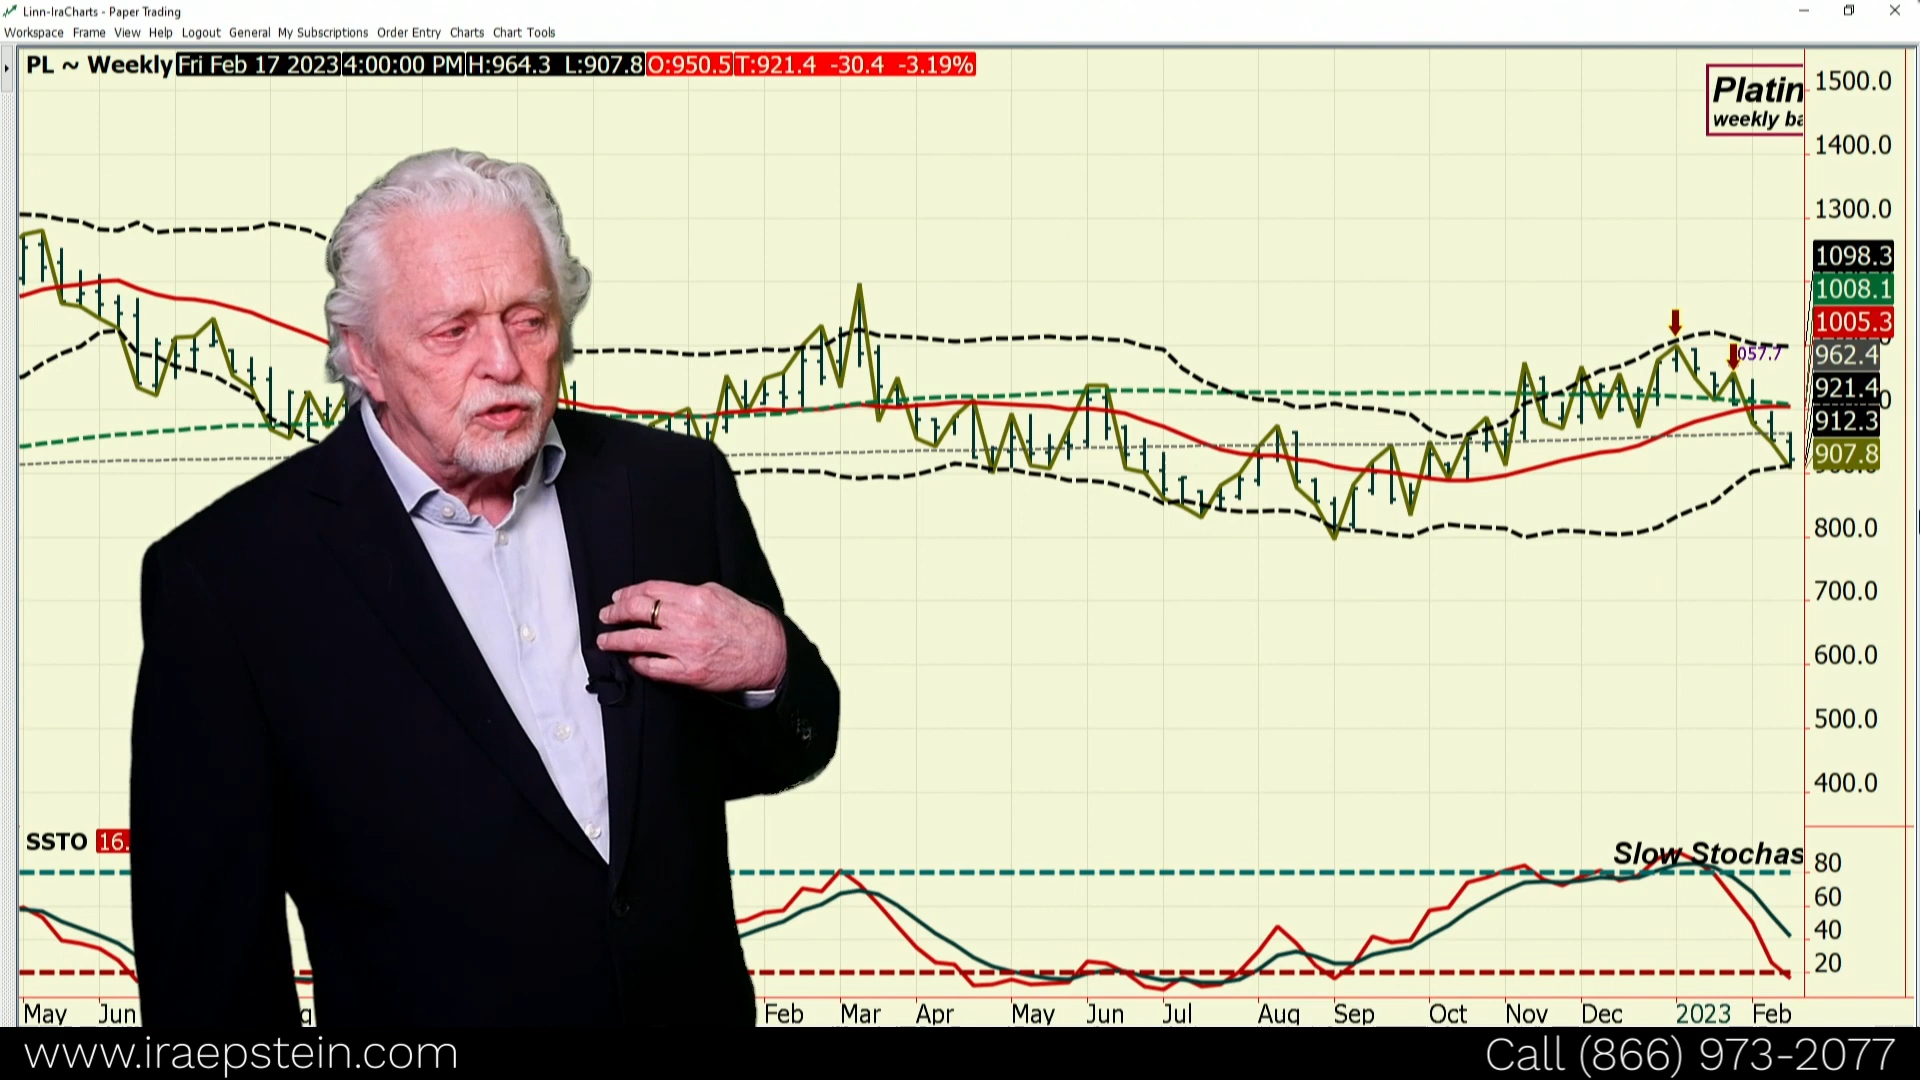 Linn-IraCharts - Paper Trading
Workspace Frame View Help Logout General My Subscriptions Order Entry Charts Chart Tools
PL ~ Weekly Fri Feb 17 2023 4:00:00 PM H:964.3 L:907.8 O:950.5 T:921.4 -30.4 -3.19%
Platin
weekly ba
1500.0
1400.0
1300.0
1098.3
1008.1
1005.3
962.4
921.4
912.3
907.8
057.7
800.0
700.0
600.0
500.0
400.0
SSTO 16.
Slow Stochas
80
60
40
20
May Jun Feb Mar Apr May Jun Jul Aug Sep Oct Nov Dec 2023 Feb
www.iraepstein.com
Call (866) 973-2077